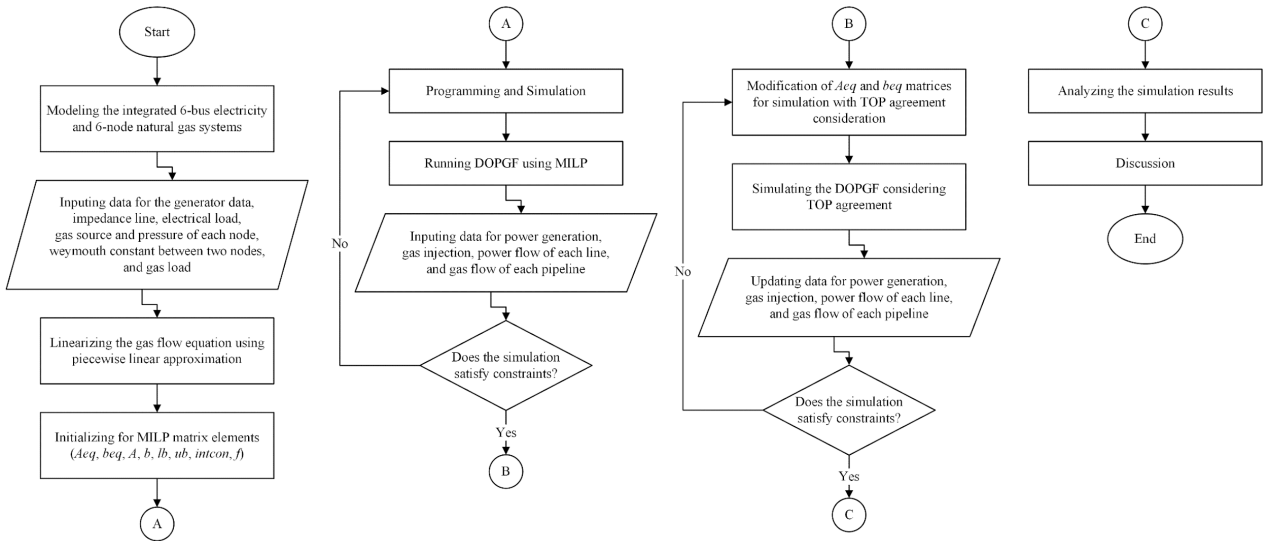 Start
Modeling the integrated 6-bus electricity
and 6-node natural gas systems
Inputing data for the generator data,
impedance line, electrical load,
gas source and pressure of each node,
weymouth constant between two nodes,
and gas load
Linearizing the gas flow equation using
piecewise linear approximation
Initializing for MILP matrix elements
(Aeq, beq, A, b, lb, ub, intcon, f)
A
A
Programming and Simulation
Running DOPGF using MILP
Inputing data for power generation,
gas injection, power flow of each line,
and gas flow of each pipeline
No
Does the simulation
satisfy constraints?
Yes
B
B
Modification of Aeq and beq matrices
for simulation with TOP agreement
consideration
Simulating the DOPGF considering
TOP agreement
No
Updating data for power generation,
gas injection, power flow of each line,
and gas flow of each pipeline
Does the simulation
satisfy constraints?
Yes
C
C
Analyzing the simulation results
Discussion
End